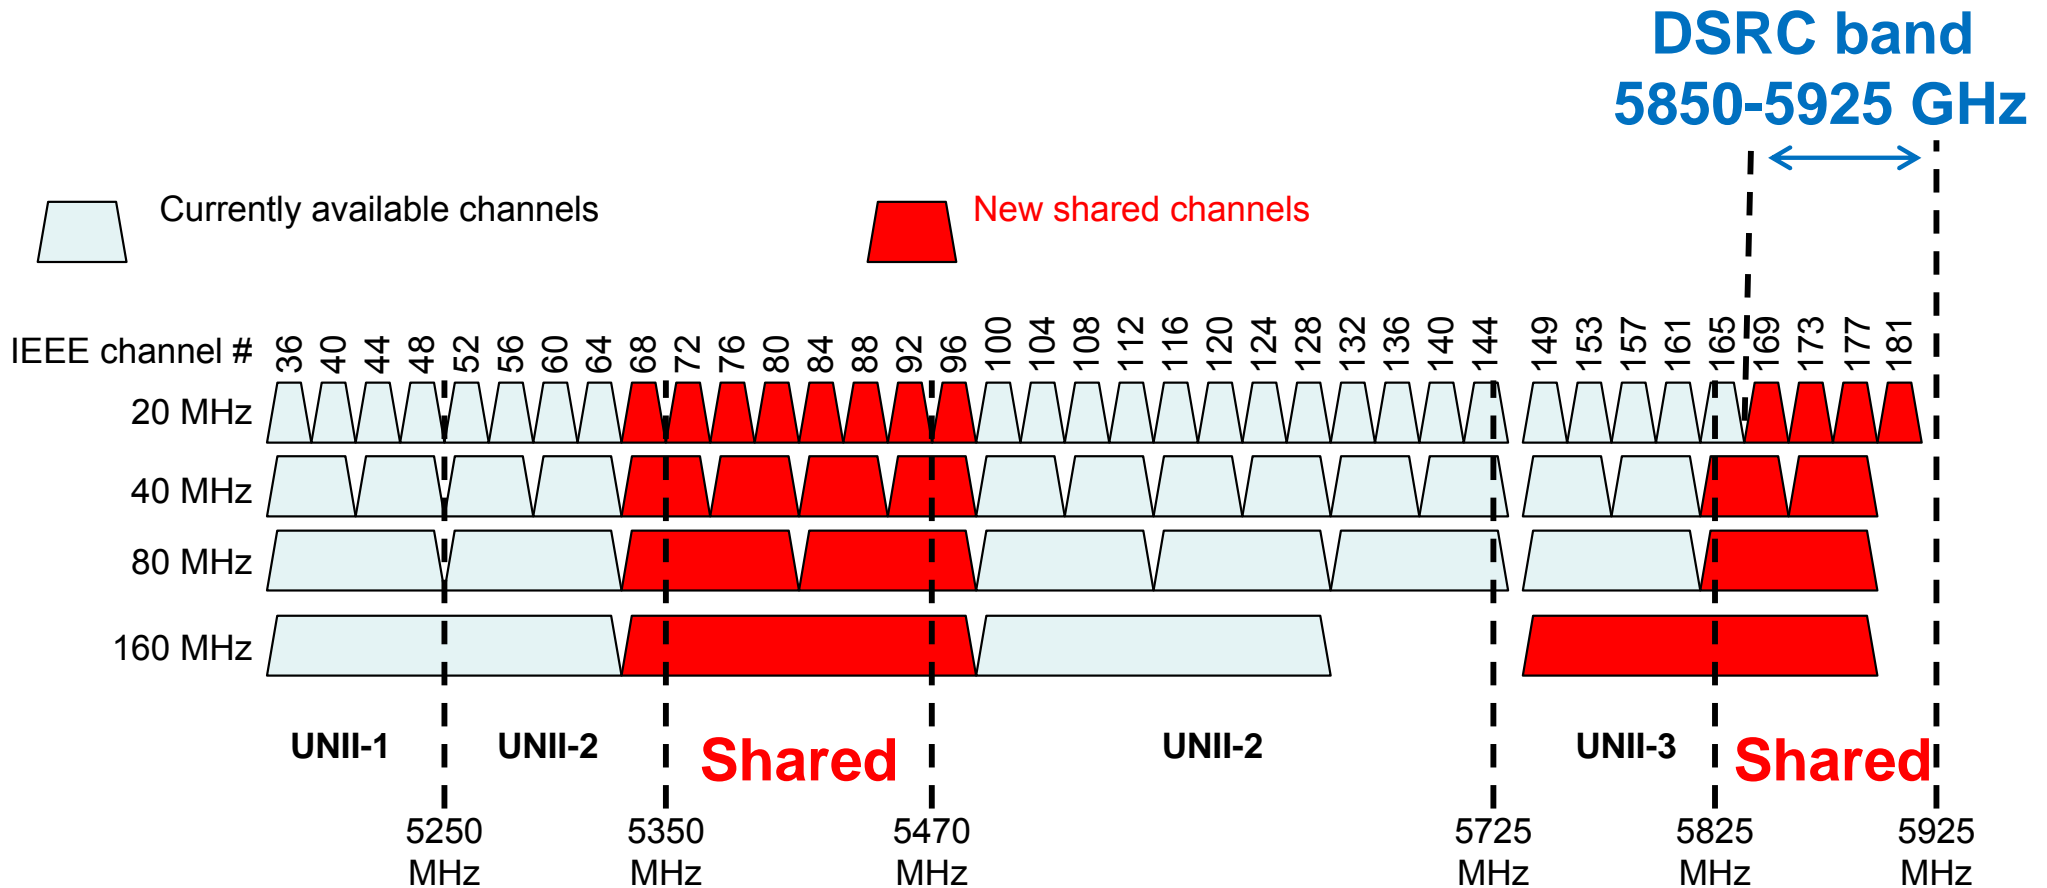 DSRC band
5850-5925 GHz
Currently available channels
New shared channels
IEEE channel # 36 40 44 48 52 56 60 64 68 72 76 80 84 88 92 96 100 104 108 112 116 120 124 128 132 136 140 144 149 153 157 161 165 169 173 177 181
20 MHz
40 MHz
80 MHz
160 MHz
UNII-1 UNII-2 Shared UNII-2 UNII-3 Shared
5250 5350 5470 5725 5825 5925
MHz MHz MHz MHz MHz MHz